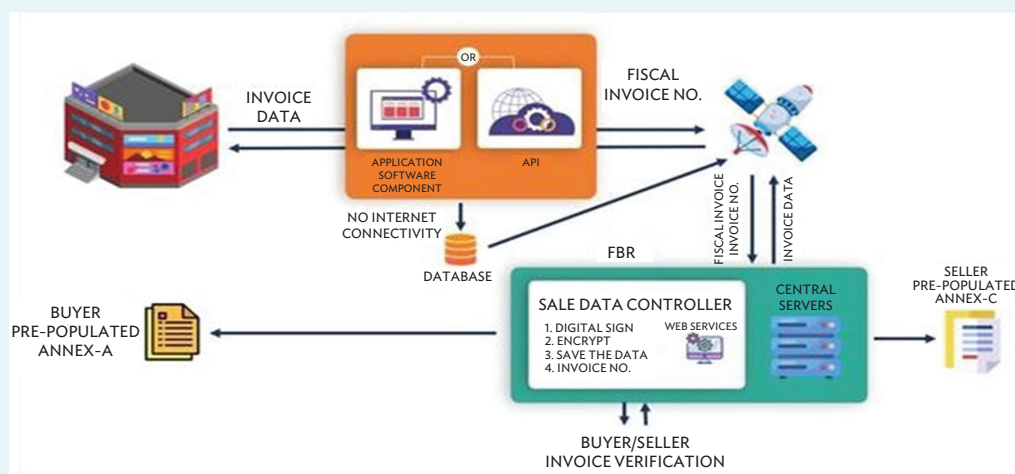 OR
INVOICE
DATA
FISCAL
INVOICE NO.
APPLICATION
SOFTWARE
COMPONENT
API
NO INTERNET
CONNECTIVITY
DATABASE
FISCAL INVOICE
INVOICE NO.
INVOICE DATA
FBR
SALE DATA CONTROLLER
1. DIGITAL SIGN
2. ENCRYPT
3. SAVE THE DATA
4. INVOICE NO.
WEB SERVICES
CENTRAL
SERVERS
SELLER
PRE-POPULATED
ANNEX-C
BUYER
PRE-POPULATED
ANNEX-A
BUYER/SELLER
INVOICE VERIFICATION